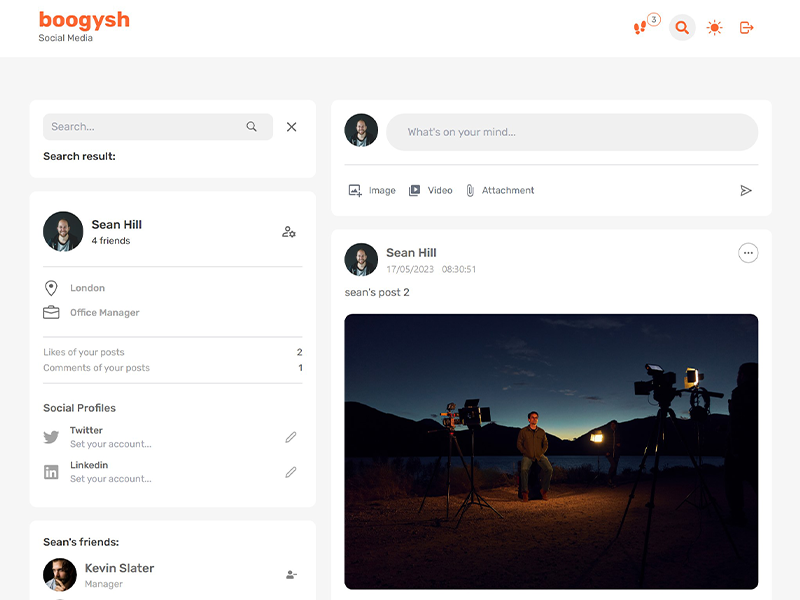 boogysh
Social Media
3
Search...
Search result:
Sean Hill
4 friends
London
Office Manager
Likes of your posts 2
Comments of your posts 1
Social Profiles
Twitter
Set your account...
Linkedin
Set your account...
Sean's friends:
Kevin Slater
Manager
What's on your mind...
Image Video Attachment
Sean Hill
17/05/2023 08:30:51
sean's post 2